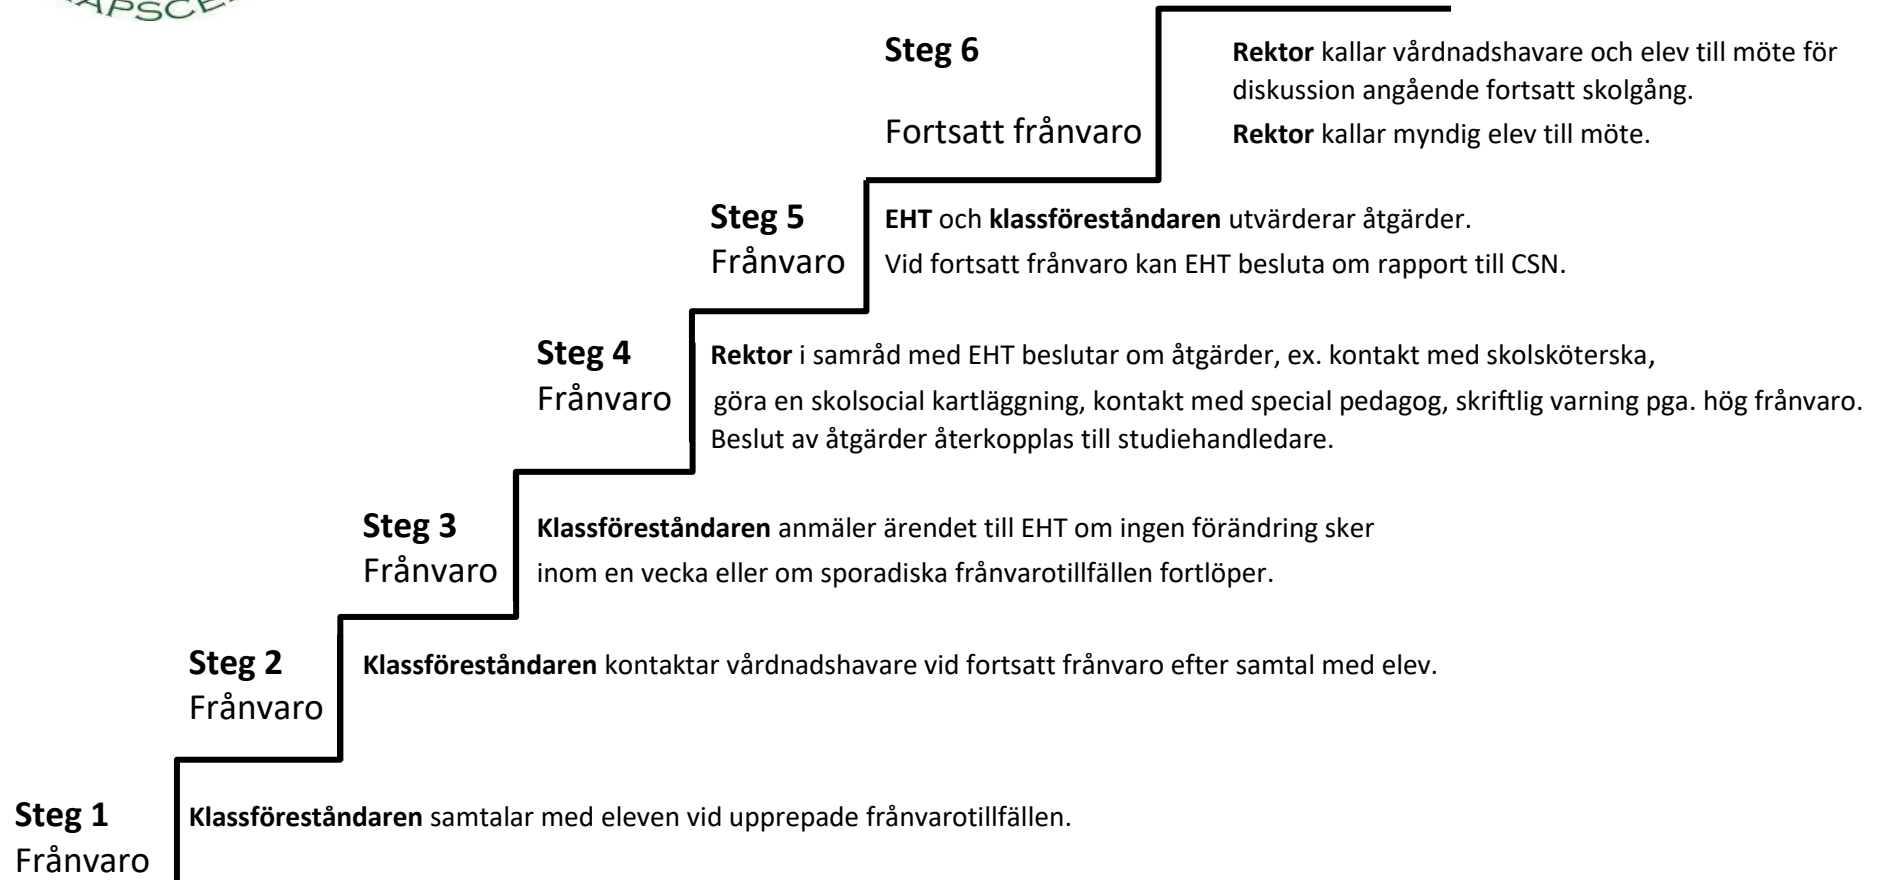 Steg 6
Rektor kallar vårdnadshavare och elev till möte för
diskussion angående fortsatt skolgång.
Fortsatt frånvaro
Rektor kallar myndig elev till möte.
Steg 5
EHT och klassföreståndaren utvärderar åtgärder.
Frånvaro
Vid fortsatt frånvaro kan EHT besluta om rapport till CSN.
Steg 4
Rektor i samråd med EHT beslutar om åtgärder, ex. kontakt med skolsköterska,
Frånvaro
göra en skolsocial kartläggning, kontakt med special pedagog, skriftlig varning pga. hög frånvaro.
Beslut av åtgärder återkopplas till studiehandledare.
Steg 3
Klassföreståndaren anmäler ärendet till EHT om ingen förändring sker
Frånvaro
inom en vecka eller om sporadiska frånvarotillfällen fortlöper.
Steg 2
Klassföreståndaren kontaktar vårdnadshavare vid fortsatt frånvaro efter samtal med elev.
Frånvaro
Steg 1
Klassföreståndaren samtalar med eleven vid upprepade frånvarotillfällen.
Frånvaro